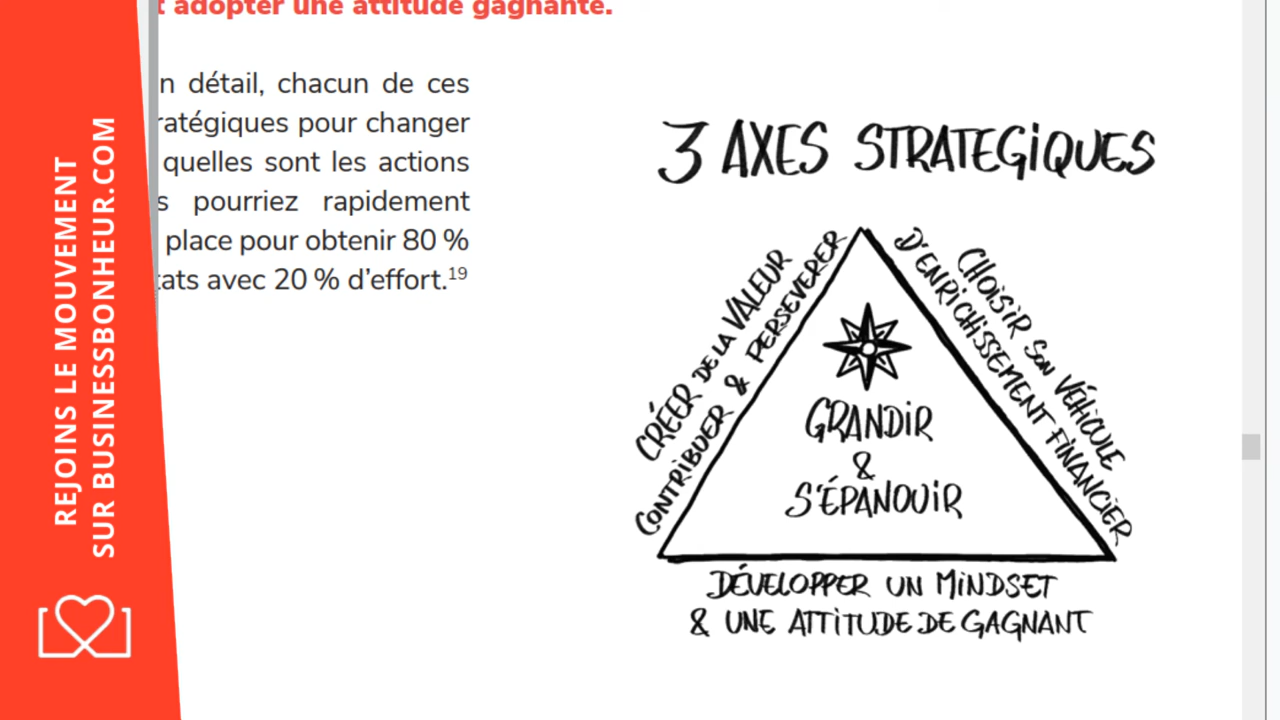 REJOINS LE MOUVEMENT
SUR BUSINESSBONHEUR.COM
t adopter une attitude gagnante.
n détail, chacun de ces
ratégiques pour changer
quelles sont les actions
s pourriez rapidement
place pour obtenir 80 %
tats avec 20 % d'effort.19
3 AXES STRATEGiQUES
CRÉER DE LA VALEUR
CONTRiBUER & PERSEVERER
CHOiSiR SON VÉHiCULE
D'ENRiCHiSSEMENT FiNANCiER
GRANDiR
&
S'ÉPANOUiR
DÉVELOPPER UN MiNDSET
& UNE ATTiTUDE DE GAGNANT